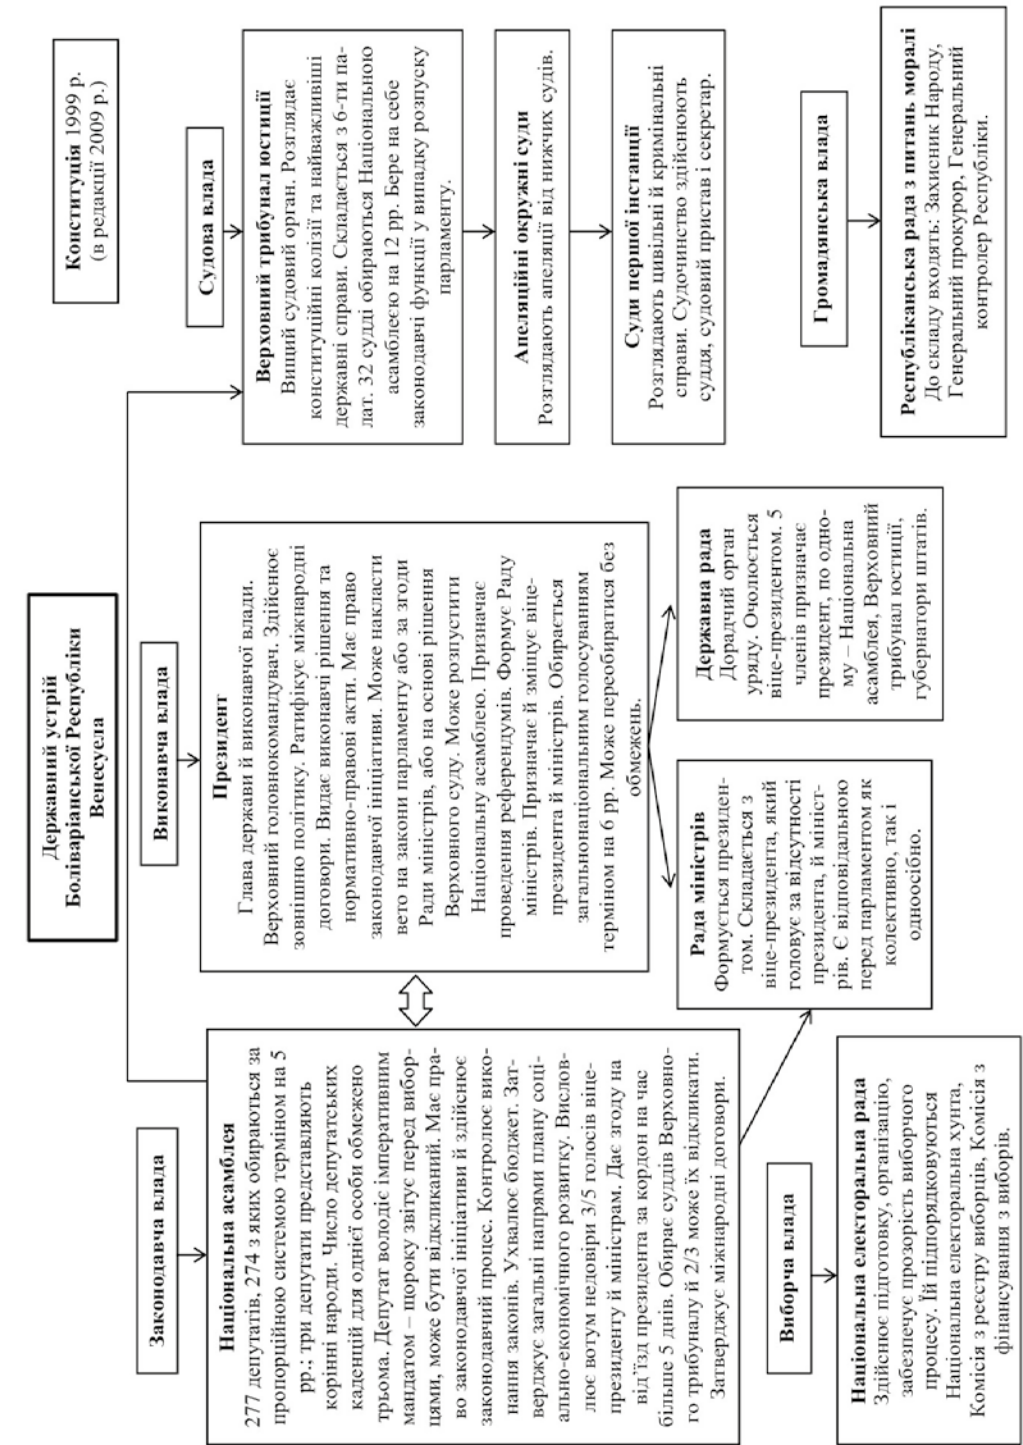 Державний устрій
Боліваріанської Республіки
Венесуела
Конституція 1999 р.
(в редакції 2009 р.)
Законодавча влада
Національна асамблея
277 депутатів, 274 з яких обираються за
пропорційною системою терміном на 5
рр.; три депутати представляють
корінні народи. Число депутатських
каденцій для однієї особи обмежено
трьома. Депутат володіє імперативним
мандатом – щороку звітує перед вибор-
цями, може бути відкликаний. Має пра-
во законодавчої ініціативи й здійснює
законодавчий процес. Контролює вико-
нання законів. Ухвалює бюджет. Зат-
верджує загальні напрями плану соці-
ально-економічного розвитку. Вислов-
лює вотум недовіри 3/5 голосів віце-
президенту й міністрам. Дає згоду на
від’їзд президента за кордон на час
більше 5 днів. Обирає суддів Верховно-
го трибуналу й 2/3 може їх відкликати.
Затверджує міжнародні договори.
Виконавча влада
Президент
Глава держави й виконавчої влади.
Верховний головнокомандувач. Здійснює
зовнішню політику. Ратифікує міжнародні
договори. Видає виконавчі рішення та
нормативно-правові акти. Має право
законодавчої ініціативи. Може накласти
вето на закони парламенту або за згоди
Ради міністрів, або на основі рішення
Верховного суду. Може розпустити
Національну асамблею. Призначає
проведення референдумів. Формує Раду
міністрів. Призначає й зміщує віце-
президента й міністрів. Обирається
загальнонаціональним голосуванням
терміном на 6 рр. Може переобиратися без
обмежень.
Рада міністрів
Формується президен-
том. Складається з
віце-президента, який
головує за відсутності
президента, й мініст-
рів. Є відповідальною
перед парламентом як
колективно, так і
одноосібно.
Державна рада
Дорадчий орган
уряду. Очолюється
віце-президентом. 5
членів призначає
президент, по одно-
му – Національна
асамблея, Верховний
трибунал юстиції,
губернатори штатів.
Судова влада
Верховний трибунал юстиції
Вищий судовий орган. Розглядає
конституційні колізії та найважливіші
державні справи. Складається з 6-ти па-
лат. 32 судді обираються Національною
асамблеєю на 12 рр. Бере на себе
законодавчі функції у випадку розпуску
парламенту.
Апеляційні окружні суди
Розглядають апеляції від нижчих судів.
Суди першої інстанції
Розглядають цивільні й кримінальні
справи. Судочинство здійснюють
суддя, судовий пристав і секретар.
Виборча влада
Національна електоральна рада
Здійснює підготовку, організацію,
забезпечує прозорість виборчого
процесу. Їй підпорядковуються
Національна електоральна хунта,
Комісія з реєстру виборців, Комісія з
фінансування з виборів.
Громадянська влада
Республіканська рада з питань моралі
До складу входять: Захисник Народу,
Генеральний прокурор, Генеральний
контролер Республіки.